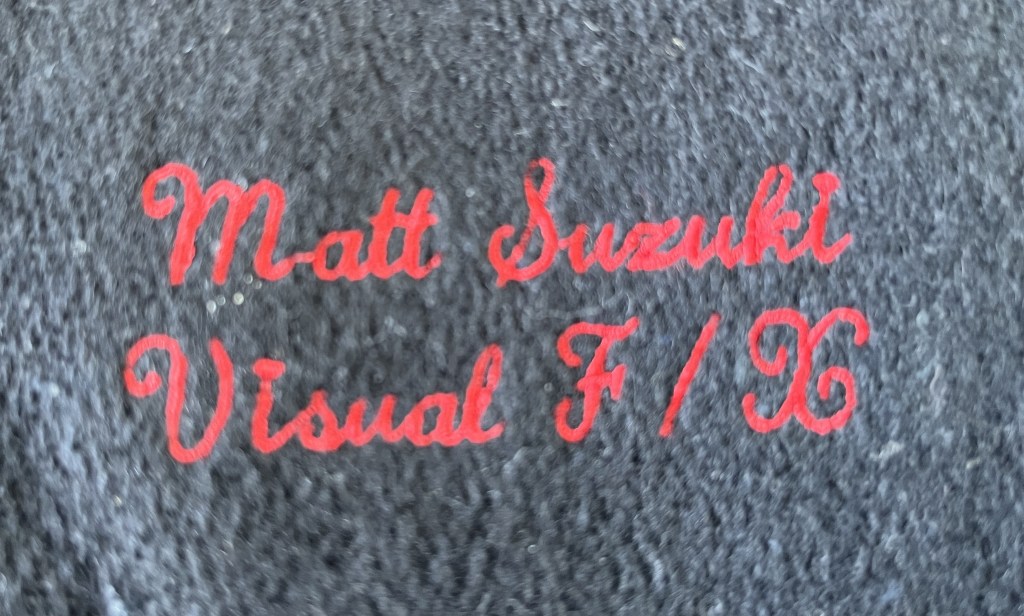 Matt Suzuki
Visual F / X